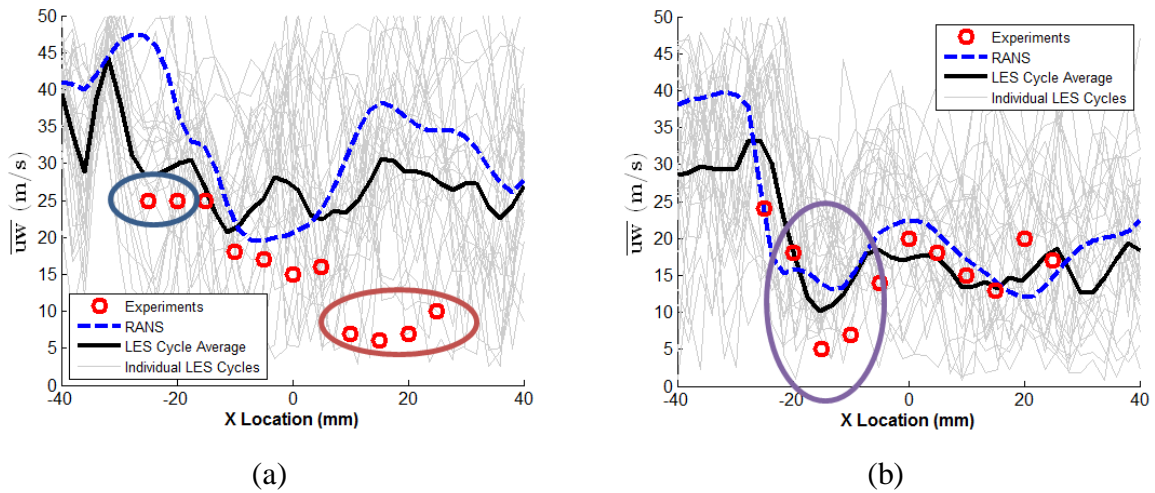 50
45
40
35
30
25
20
15
10
5
0
-40 -20 0 20 40
X Location (mm)
uw (m/s)
Experiments
RANS
LES Cycle Average
Individual LES Cycles
(a)
50
45
40
35
30
25
20
15
10
5
0
-40 -20 0 20 40
X Location (mm)
uw (m/s)
Experiments
RANS
LES Cycle Average
Individual LES Cycles
(b)